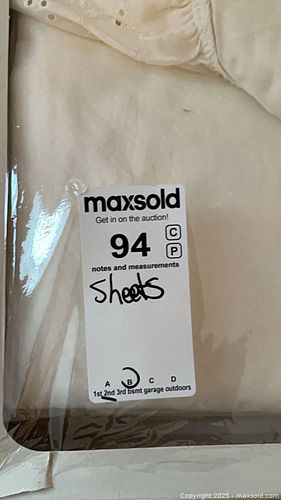 maxsold
Get in on the auction!
94 C
P
notes and measurements
Sheets
A B C D
1st 2nd 3rd bsmt garage outdoors
Copyright 2025 - maxsold.com